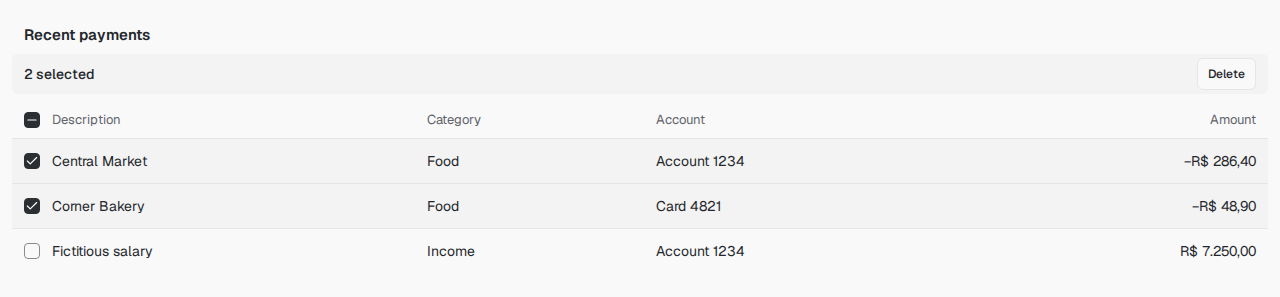 Recent payments
2 selected Delete
Description Category Account Amount
Central Market Food Account 1234 −R$ 286,40
Corner Bakery Food Card 4821 −R$ 48,90
Fictitious salary Income Account 1234 R$ 7.250,00